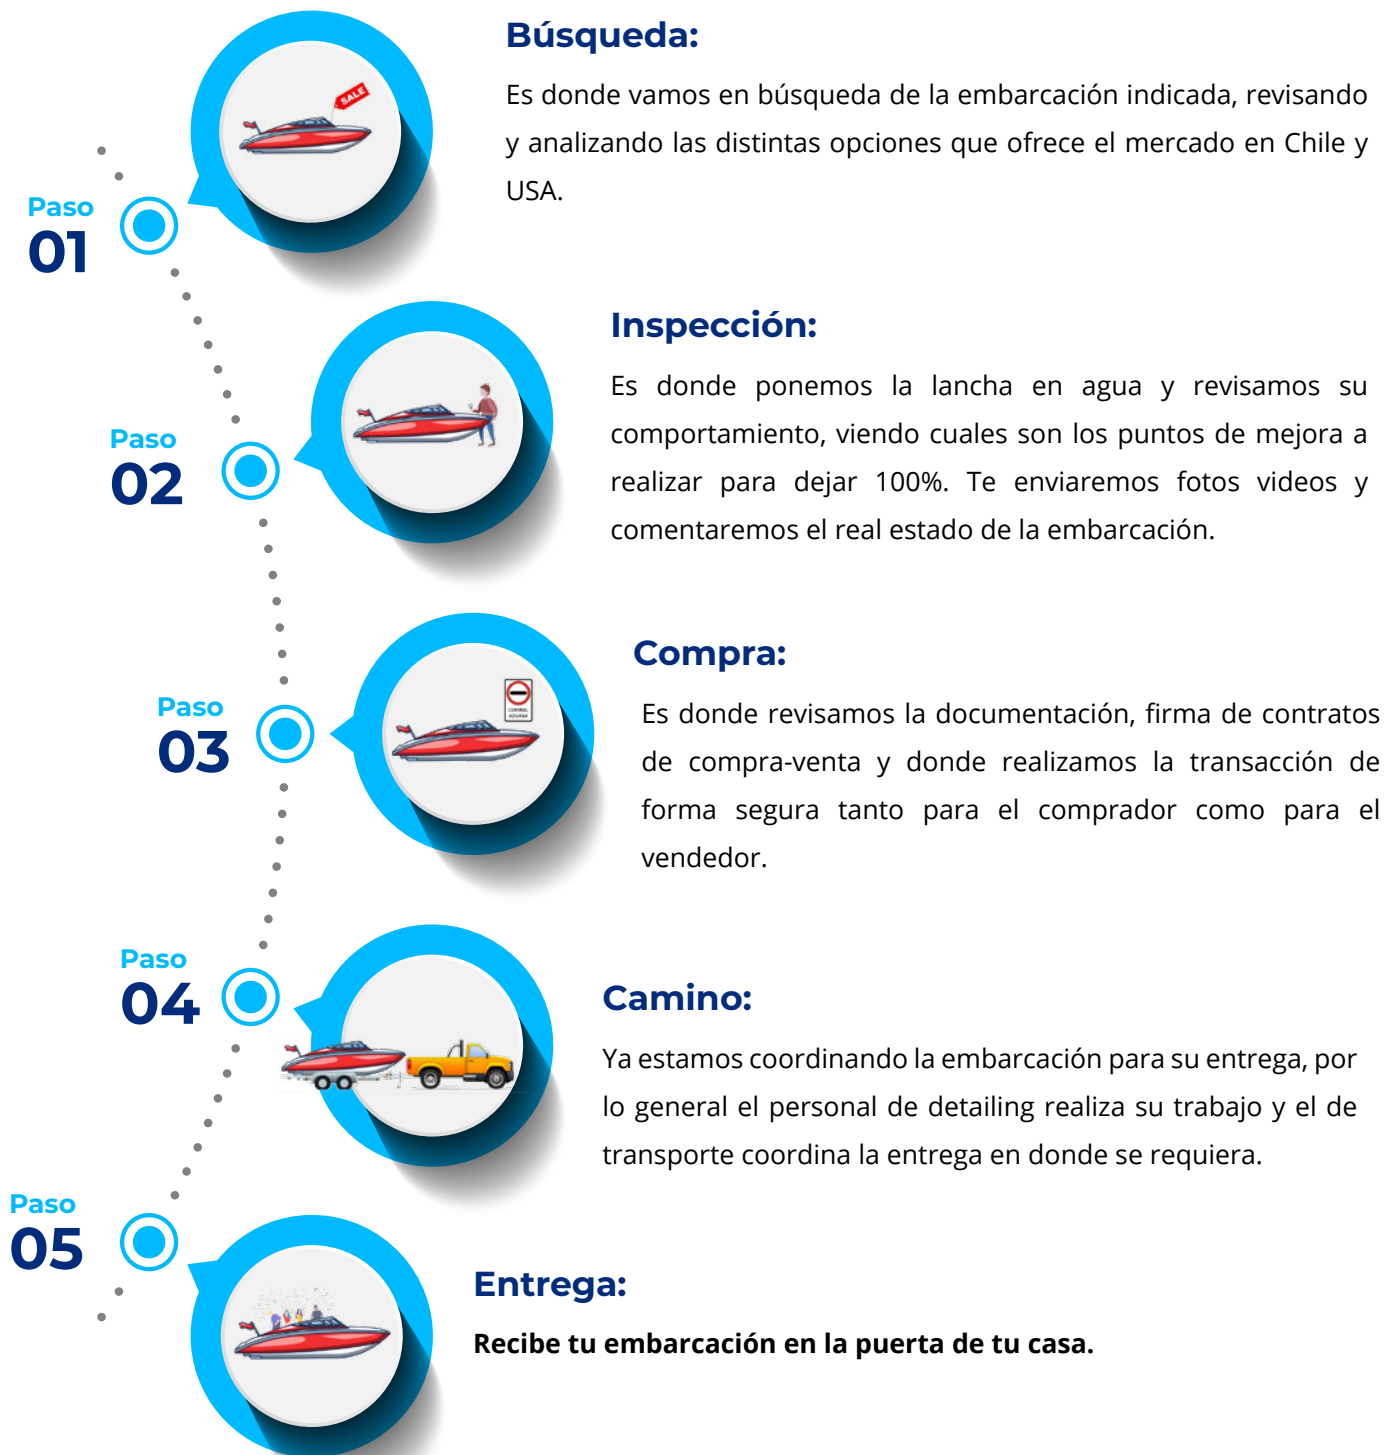 Búsqueda:
Es donde vamos en búsqueda de la embarcación indicada, revisando
y analizando las distintas opciones que ofrece el mercado en Chile y
USA.
SALE
Paso
01
Inspección:
Es donde ponemos la lancha en agua y revisamos su
comportamiento, viendo cuales son los puntos de mejora a
realizar para dejar 100%. Te enviaremos fotos videos y
comentaremos el real estado de la embarcación.
Paso
02
Compra:
Es donde revisamos la documentación, firma de contratos
de compra-venta y donde realizamos la transacción de
forma segura tanto para el comprador como para el
vendedor.
CONTROL
ADUANA
Paso
03
Camino:
Ya estamos coordinando la embarcación para su entrega, por
lo general el personal de detailing realiza su trabajo y el de
transporte coordina la entrega en donde se requiera.
Paso
04
Entrega:
Recibe tu embarcación en la puerta de tu casa.
Paso
05